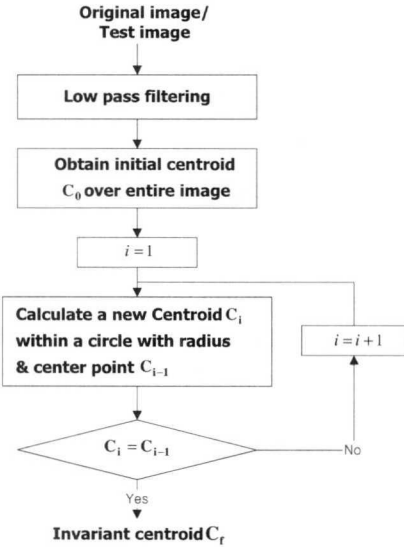 Original image/
Test image
Low pass filtering
Obtain initial centroid
C₀ over entire image
i = 1
Calculate a new Centroid Cᵢ
within a circle with radius
& center point Cᵢ₋₁
i = i + 1
Cᵢ = Cᵢ₋₁
No
Yes
Invariant centroid C_f